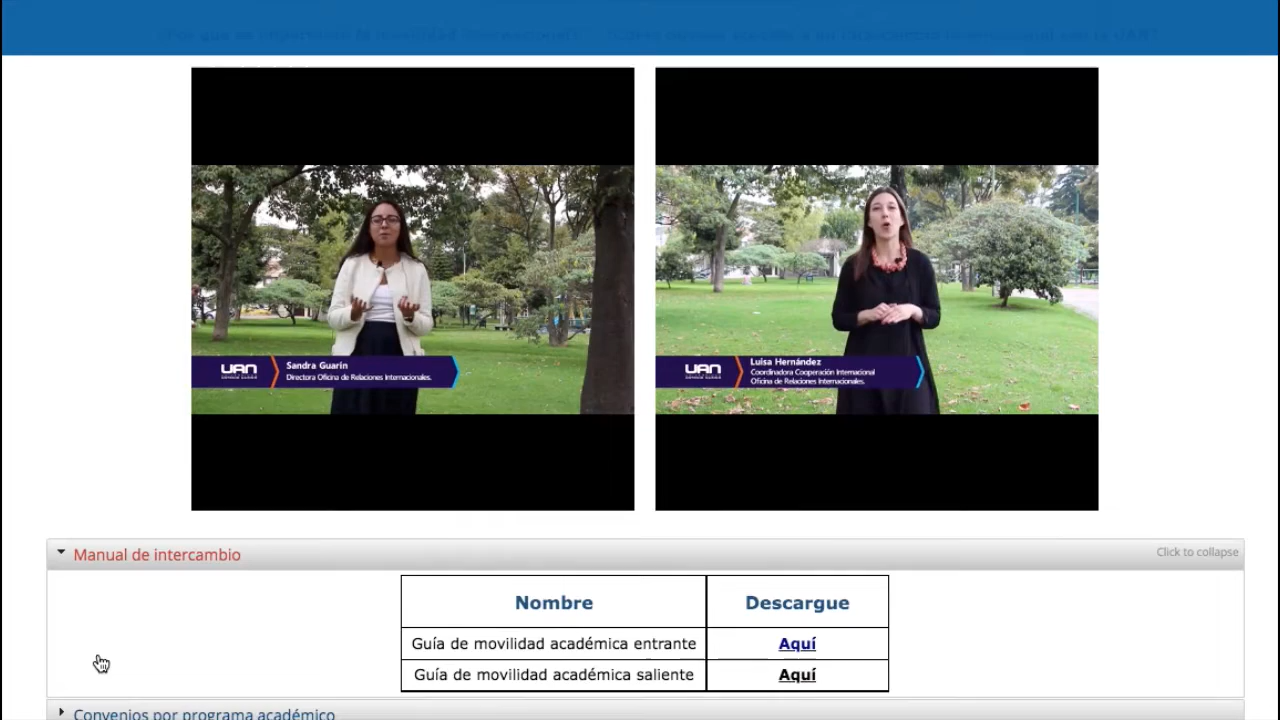 UAN
Sandra Guarín
Directora Oficina de Relaciones Internacionales.
UAN
Luisa Hernández
Coordinadora Cooperación Internacional
Oficina de Relaciones Internacionales.
Manual de intercambio
Click to collapse
Nombre
Descargue
Guía de movilidad académica entrante
Aquí
Guía de movilidad académica saliente
Aquí
Convenios por programa académico